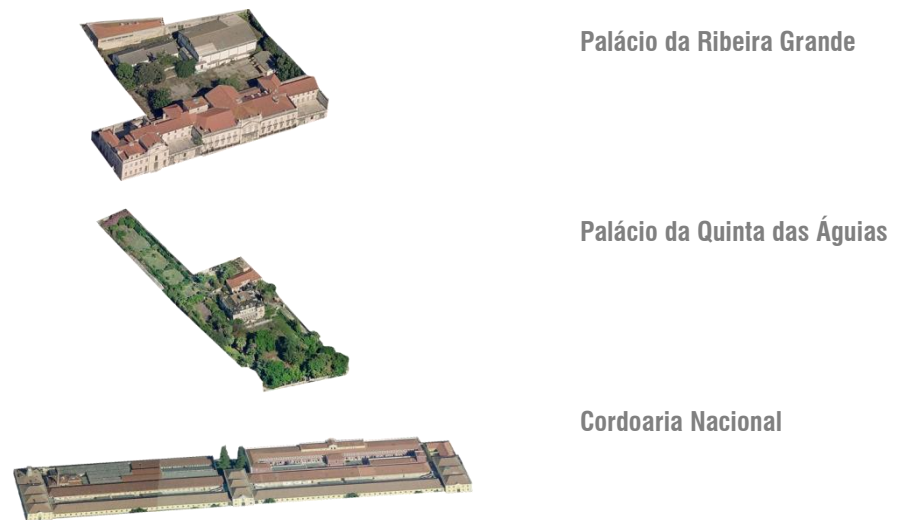 Palácio da Ribeira Grande
Palácio da Quinta das Águias
Cordoaria Nacional